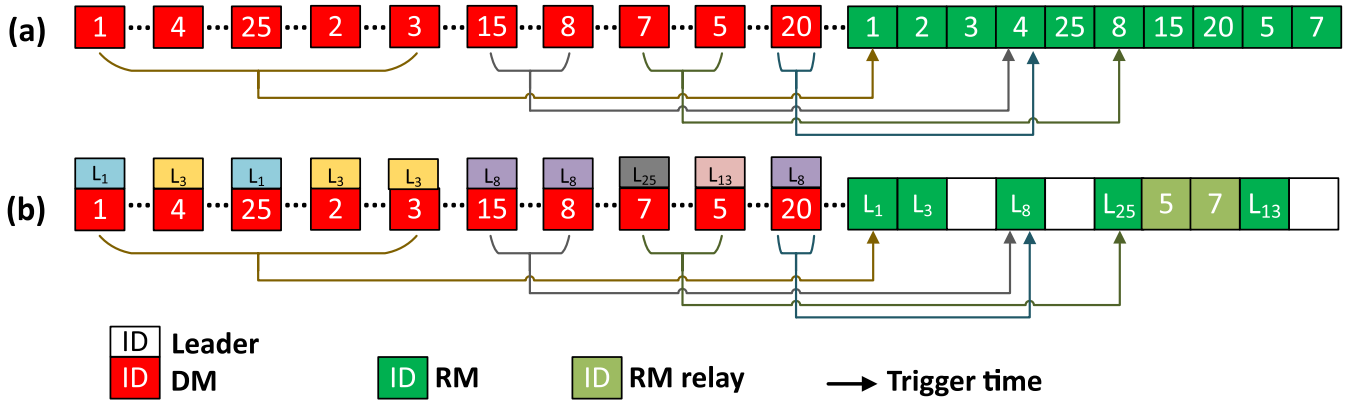 (a) 1 ... 4 ... 25 ... 2 ... 3 ... 15 ... 8 ... 7 ... 5 ... 20 ... 1 2 3 4 25 8 15 20 5 7
L1 L3 L1 L3 L3 L8 L8 L25 L13 L8
(b) 1 ... 4 ... 25 ... 2 ... 3 ... 15 ... 8 ... 7 ... 5 ... 20 ... L1 L3 L8 L25 5 7 L13
ID Leader
ID DM ID RM ID RM relay Trigger time